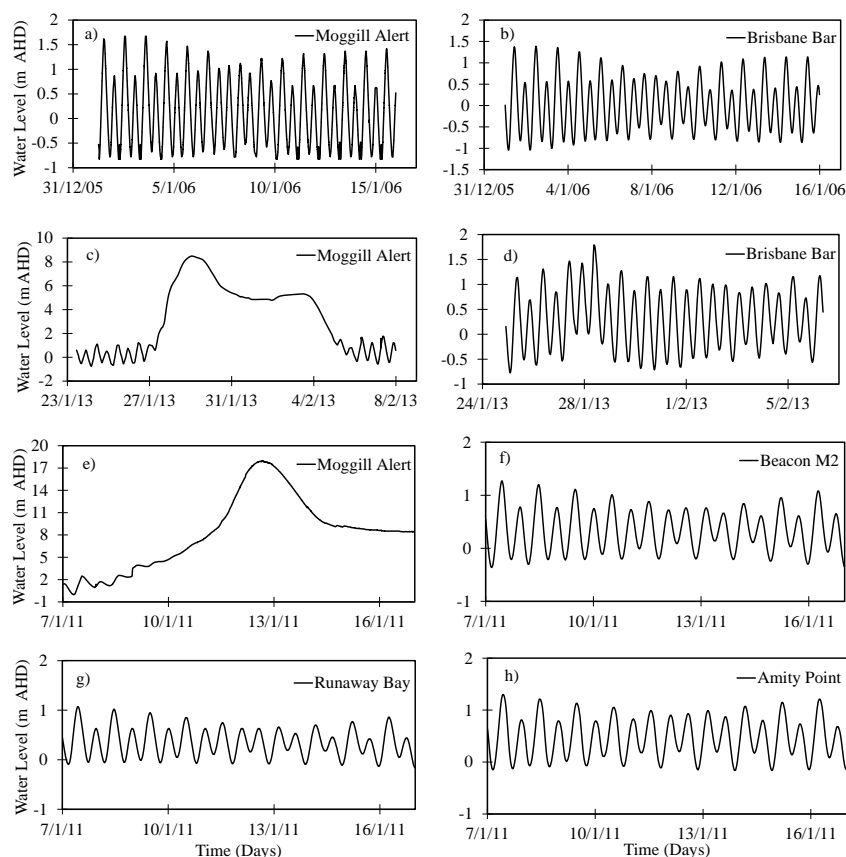 a) Moggill Alert
Water Level (m AHD)
2
1.5
1
0.5
0
-0.5
-1
31/12/05 5/1/06 10/1/06 15/1/06
b) Brisbane Bar
2
1.5
1
0.5
0
-0.5
-1
-1.5
31/12/05 4/1/06 8/1/06 12/1/06 16/1/06
c) Moggill Alert
Water Level (m AHD)
10
8
6
4
2
0
-2
23/1/13 27/1/13 31/1/13 4/2/13 8/2/13
d) Brisbane Bar
2
1.5
1
0.5
0
-0.5
-1
24/1/13 28/1/13 1/2/13 5/2/13
e) Moggill Alert
Water Level (m AHD)
20
17
14
11
8
5
2
-1
7/1/11 10/1/11 13/1/11 16/1/11
f) Beacon M2
2
1
0
-1
7/1/11 10/1/11 13/1/11 16/1/11
g) Runaway Bay
Water Level (m AHD)
2
1
0
-1
7/1/11 10/1/11 13/1/11 16/1/11
Time (Days)
h) Amity Point
2
1
0
-1
7/1/11 10/1/11 13/1/11 16/1/11
Time (Days)